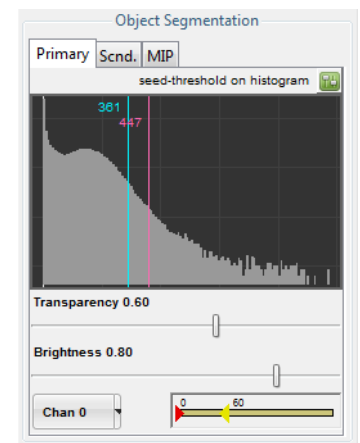 Object Segmentation
Primary Scnd. MIP
seed-threshold on histogram
361
447
Transparency 0.60
Brightness 0.80
Chan 0 0 60